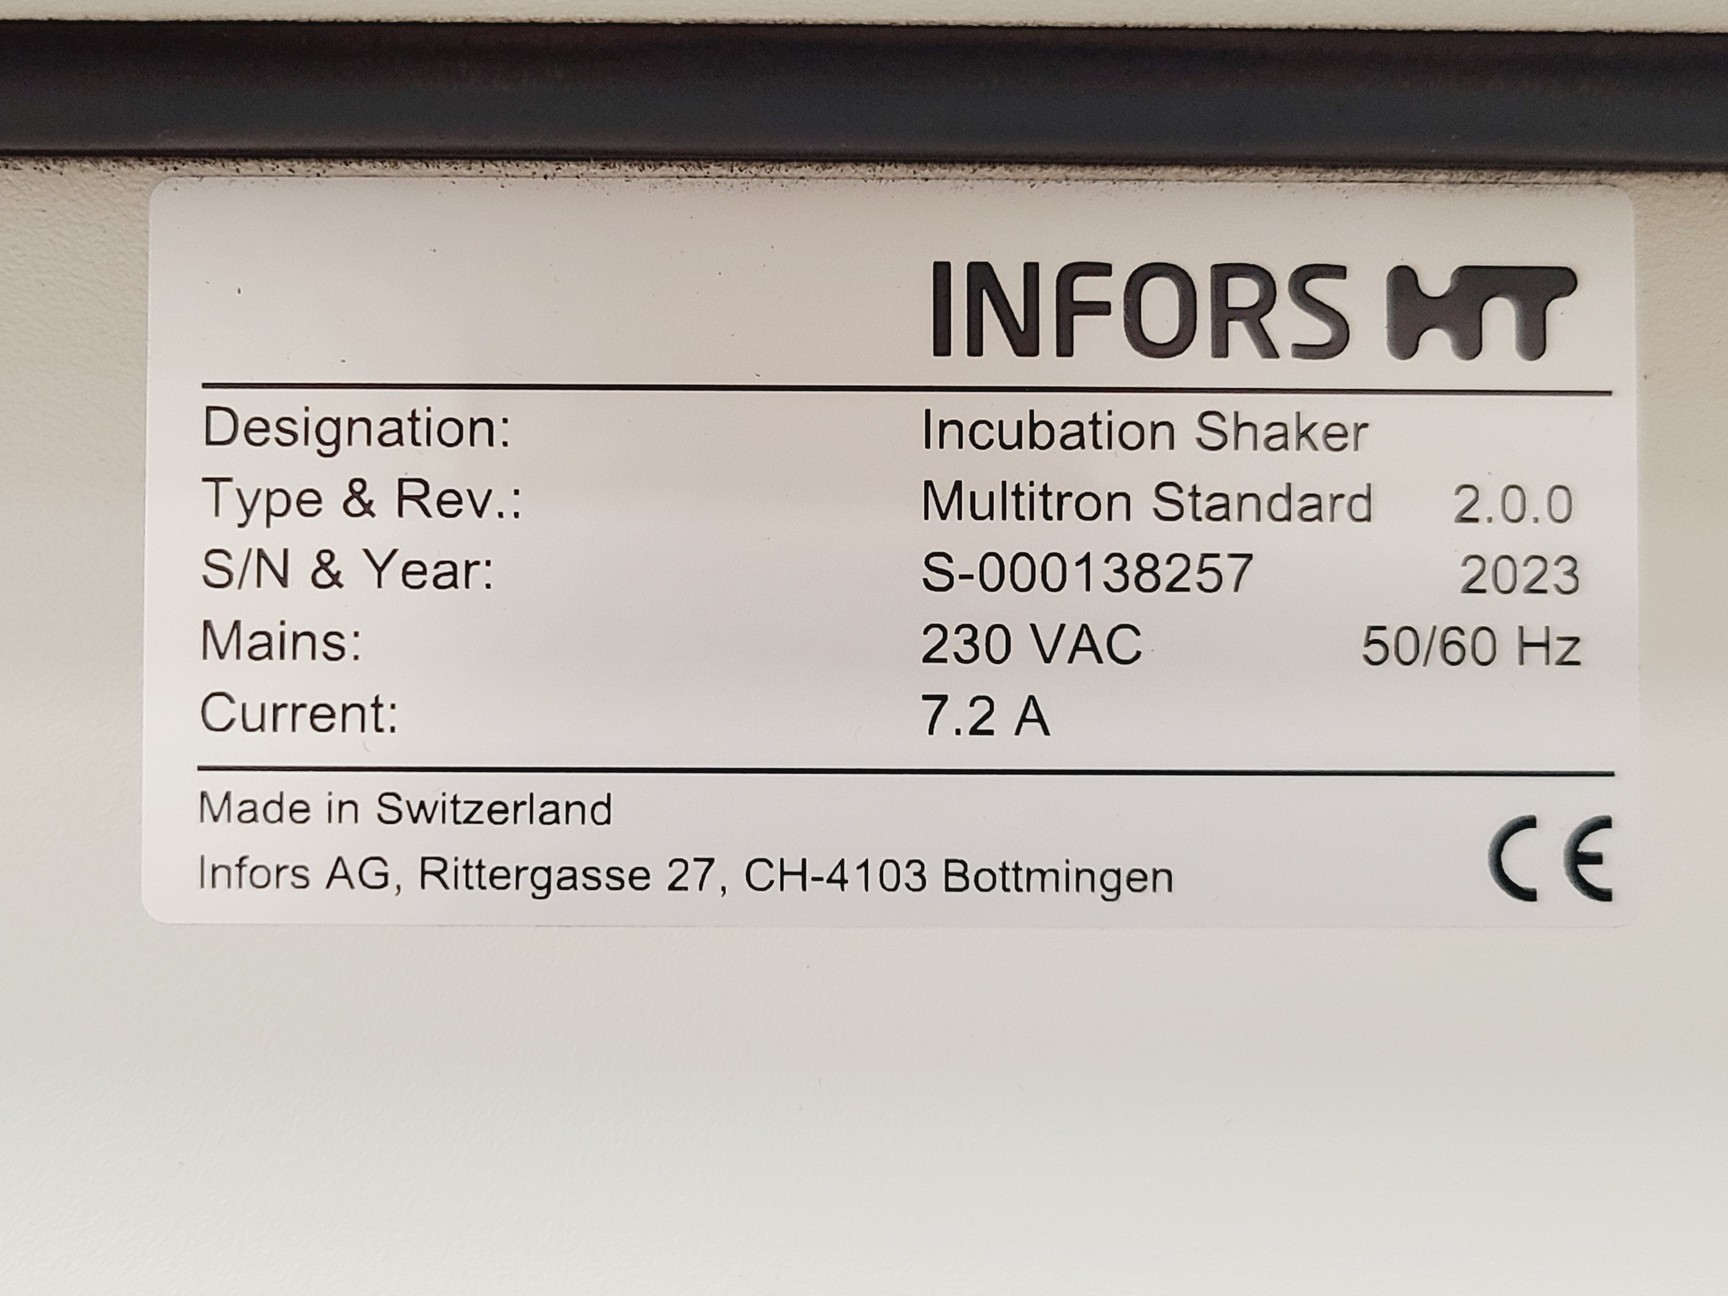 INFORS HT
Designation: Incubation Shaker
Type & Rev.: Multitron Standard 2.0.0
S/N & Year: S-000138257 2023
Mains: 230 VAC 50/60 Hz
Current: 7.2 A
Made in Switzerland
Infors AG, Rittergasse 27, CH-4103 Bottmingen
CE